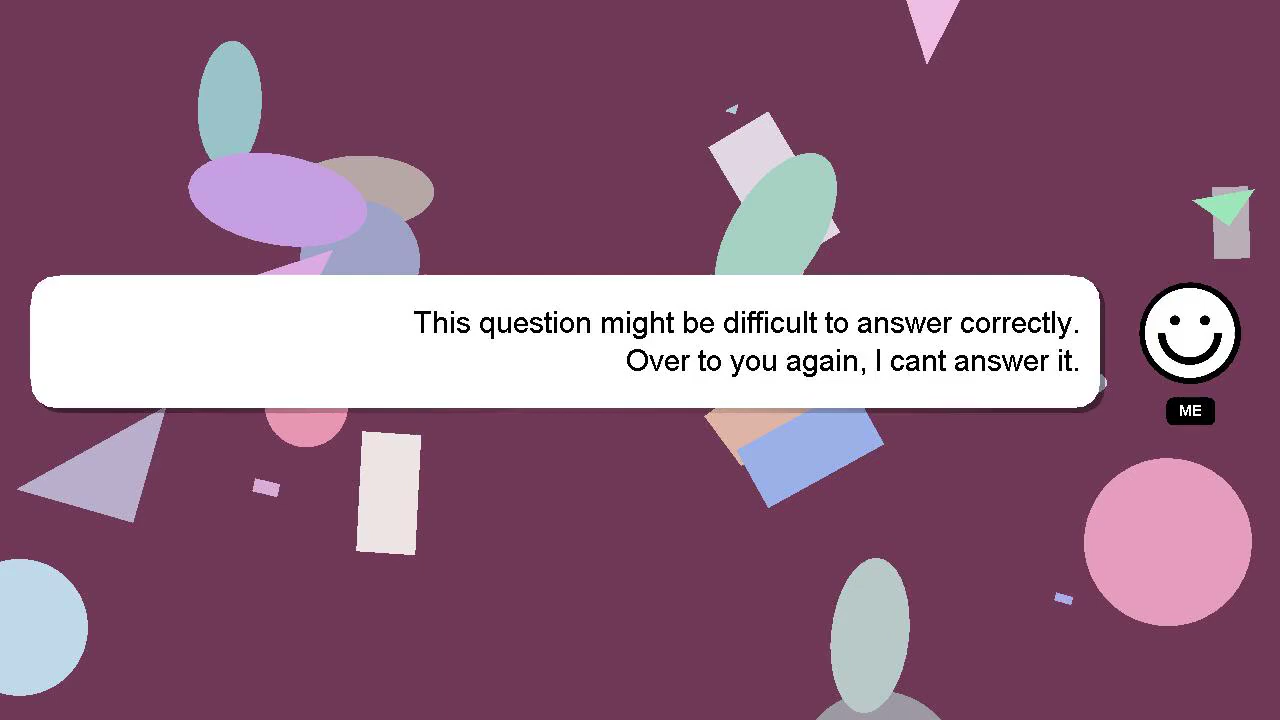 This question might be difficult to answer correctly.
Over to you again, I cant answer it.
ME